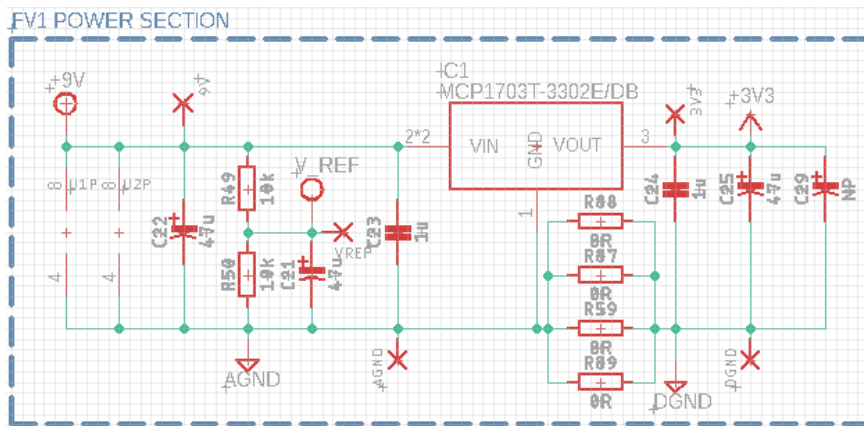 FV1 POWER SECTION
+9V
9V
8
U1P
8
U2P
4
4
C22
47u
R49
10k
R50
10k
V_REF
VREF
C21
47u
C23
1u
AGND
AGND
2*2
IC1
MCP1703T-3302E/DB
VIN
GND
VOUT
3
1
R88
0R
R87
0R
R59
0R
R89
0R
3V3
+3V3
C24
1u
C25
47u
C29
NP
DGND
DGND